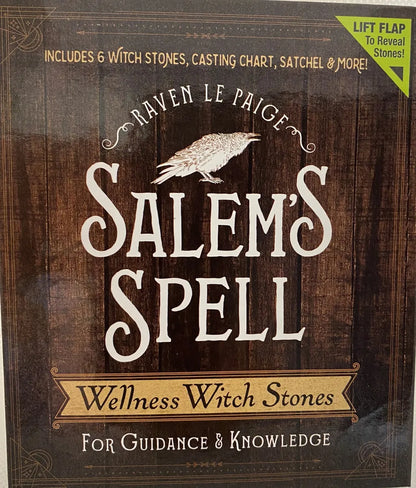 LIFT FLAP
To Reveal
Stones!
INCLUDES 6 WITCH STONES, CASTING CHART, SATCHEL & MORE!
RAVEN LE PAIGE
SALEM'S
SPELL
Wellness Witch Stones
FOR GUIDANCE & KNOWLEDGE